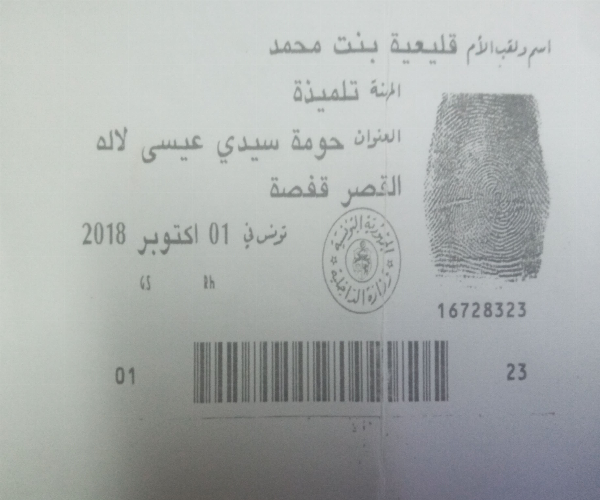 اسم ولقب الأم قليعية بنت محمد
المهنة تلميذة
العنوان حومة سيدي عيسى لاله
القصر قفصة
تونس في 01 اكتوبر 2018
الجمهورية التونسية
وزارة الداخلية
GS Rh
16728323
01 23